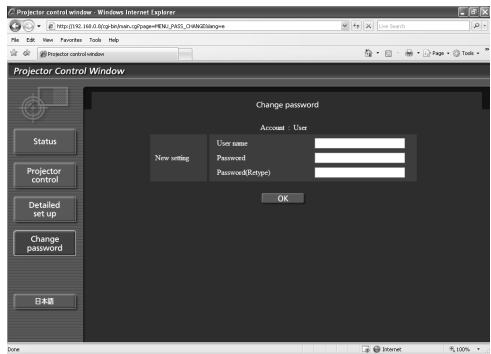 Projector control window - Windows Internet Explorer
http://192.168.0.8/cgi-bin/main.cgi?page=MENU_PASS_CHANGE&lang=e
Live Search
File Edit View Favorites Tools Help
Projector control window
Page Tools
Projector Control Window
Change password
Account : User
Status
User name
New setting
Password
Password(Retype)
Projector
control
OK
Detailed
set up
Change
password
日本語
Done
Internet
100%